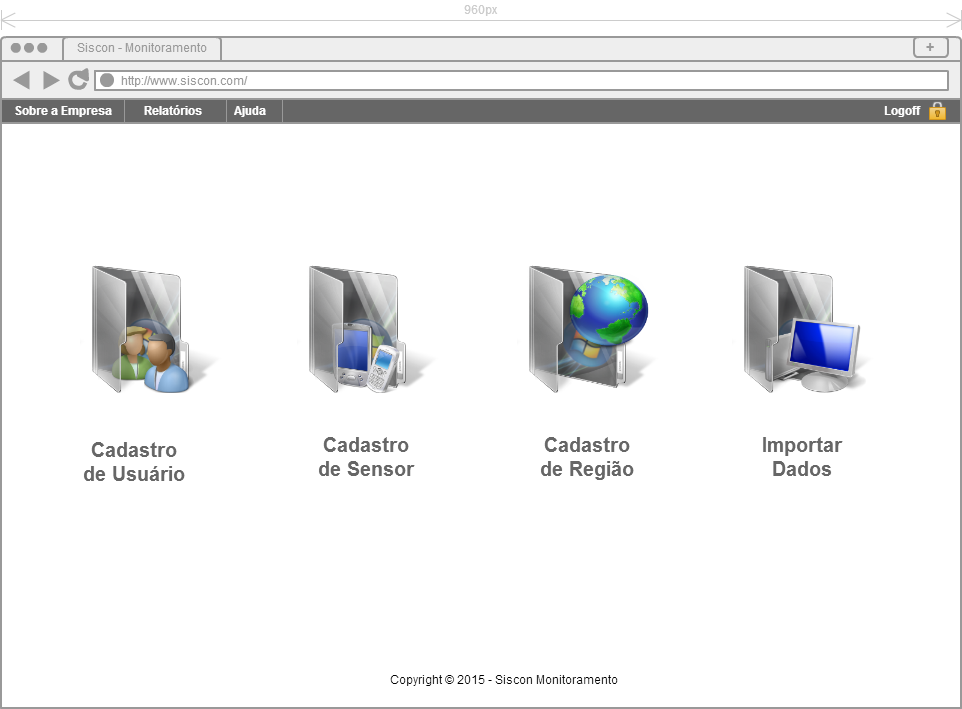 960px
Siscon - Monitoramento
+
http://www.siscon.com/
Sobre a Empresa Relatórios Ajuda Logoff
Cadastro
de Usuário
Cadastro
de Sensor
Cadastro
de Região
Importar
Dados
Copyright © 2015 - Siscon Monitoramento